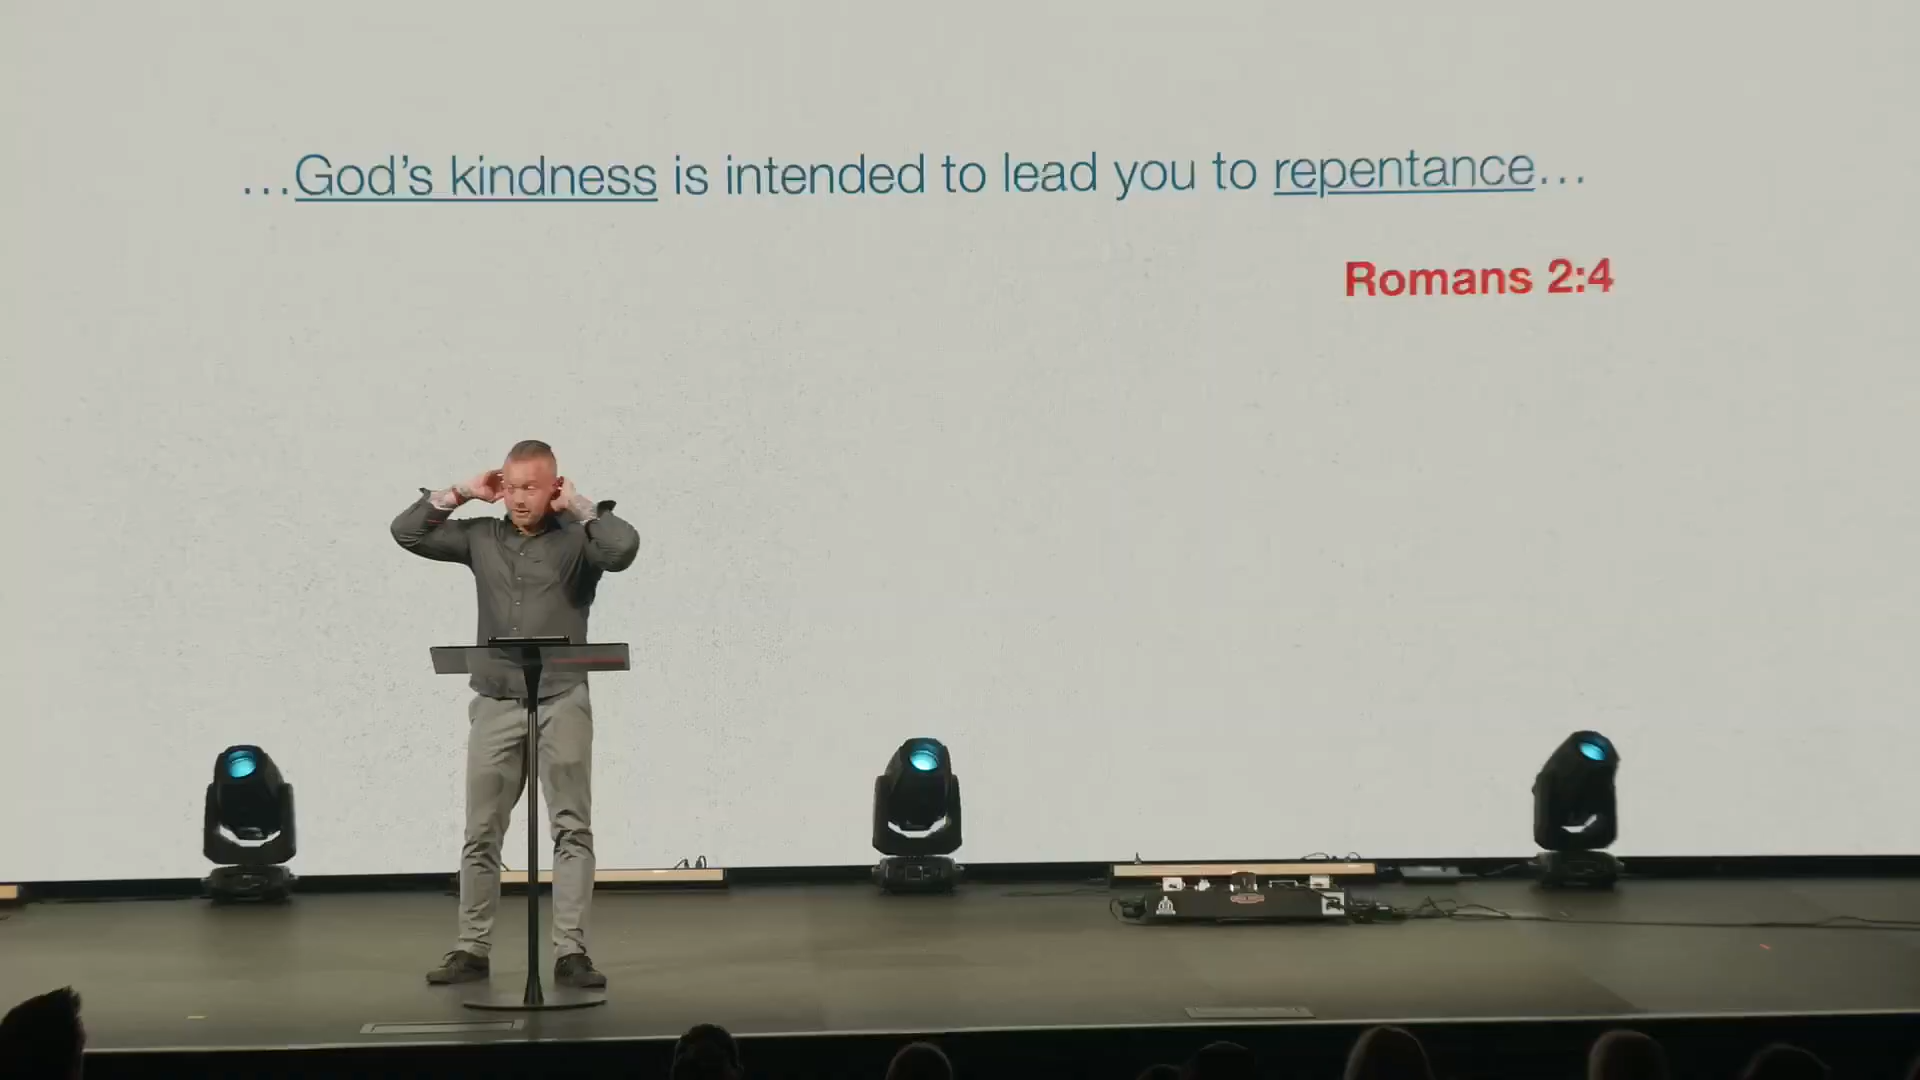 …God’s kindness is intended to lead you to repentance…
Romans 2:4